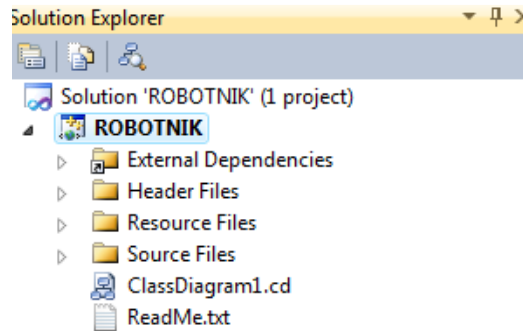 Solution Explorer
Solution 'ROBOTNIK' (1 project)
ROBOTNIK
External Dependencies
Header Files
Resource Files
Source Files
ClassDiagram1.cd
ReadMe.txt